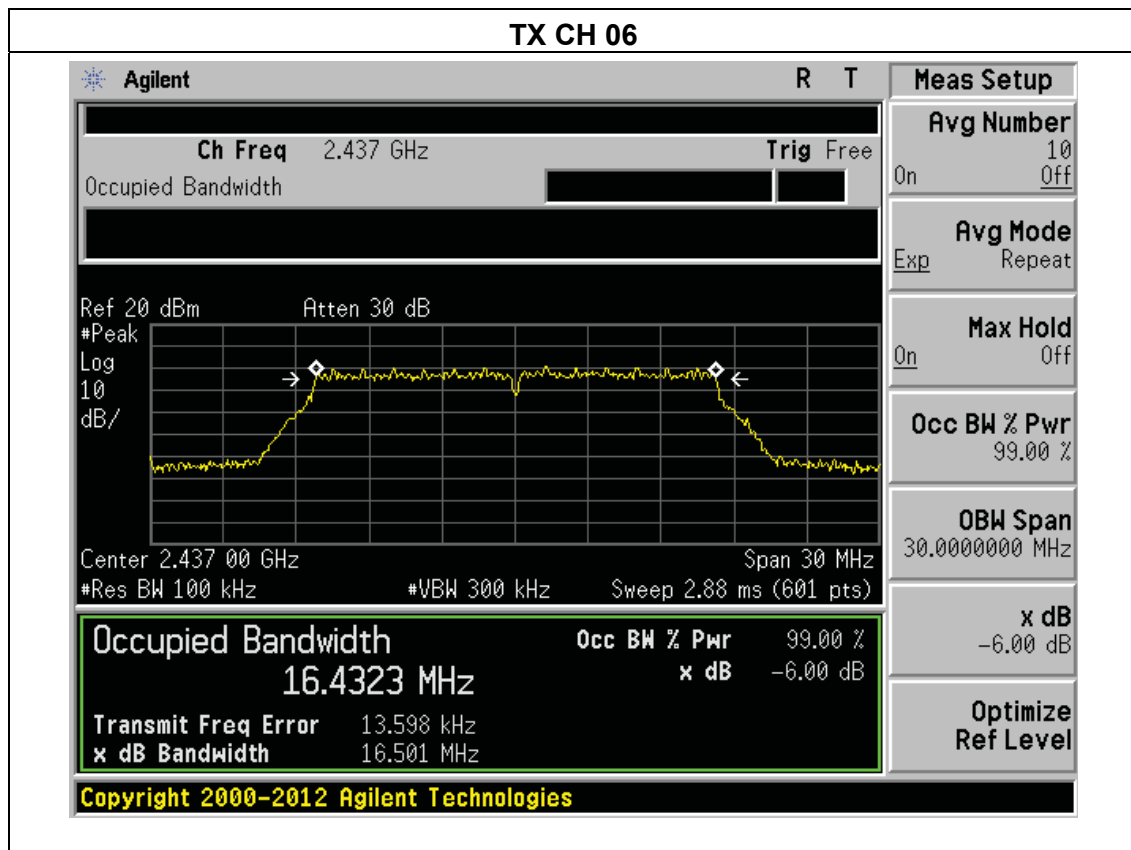 TX CH 06
Agilent R T
Ch Freq 2.437 GHz Trig Free
Occupied Bandwidth
Ref 20 dBm Atten 30 dB
#Peak
Log
10
dB/
Center 2.437 00 GHz Span 30 MHz
#Res BW 100 kHz #VBW 300 kHz Sweep 2.88 ms (601 pts)
Occupied Bandwidth Occ BW % Pwr 99.00 %
16.4323 MHz x dB -6.00 dB
Transmit Freq Error 13.598 kHz
x dB Bandwidth 16.501 MHz
Copyright 2000-2012 Agilent Technologies
Meas Setup
Avg Number
10
On Off
Avg Mode
Exp Repeat
Max Hold
On Off
Occ BW % Pwr
99.00 %
OBW Span
30.0000000 MHz
x dB
-6.00 dB
Optimize
Ref Level